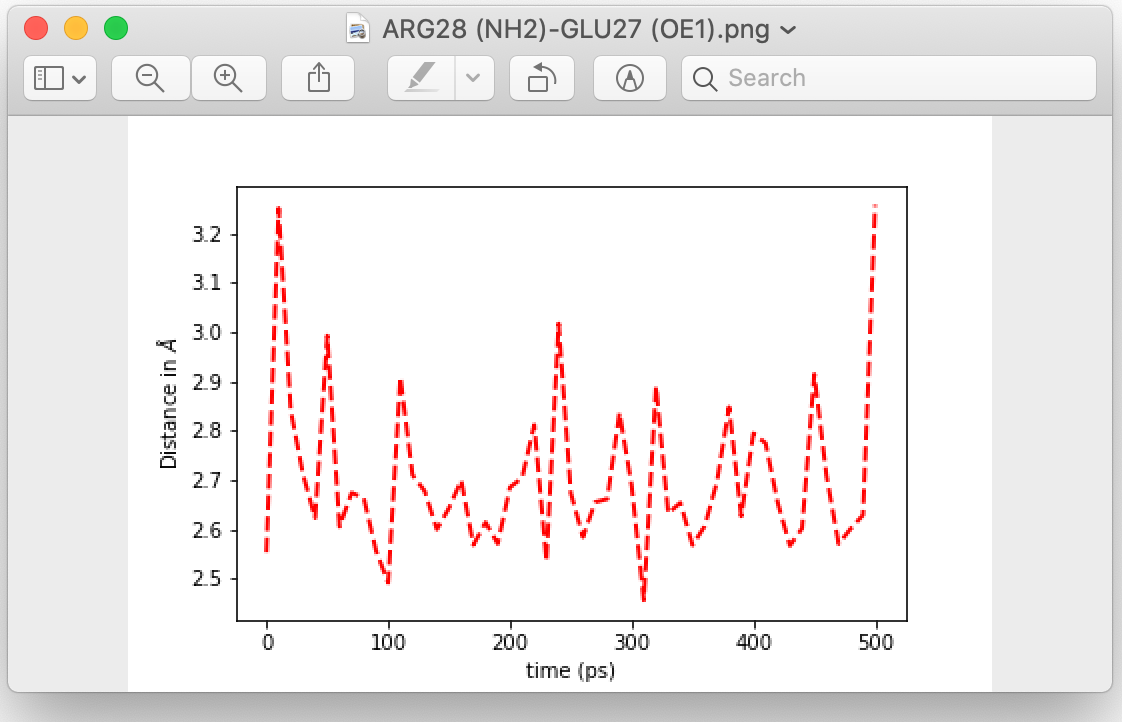 ARG28 (NH2)-GLU27 (OE1).png
Search
3.2
3.1
3.0
2.9
2.8
2.7
2.6
2.5
Distance in Å
0 100 200 300 400 500
time (ps)